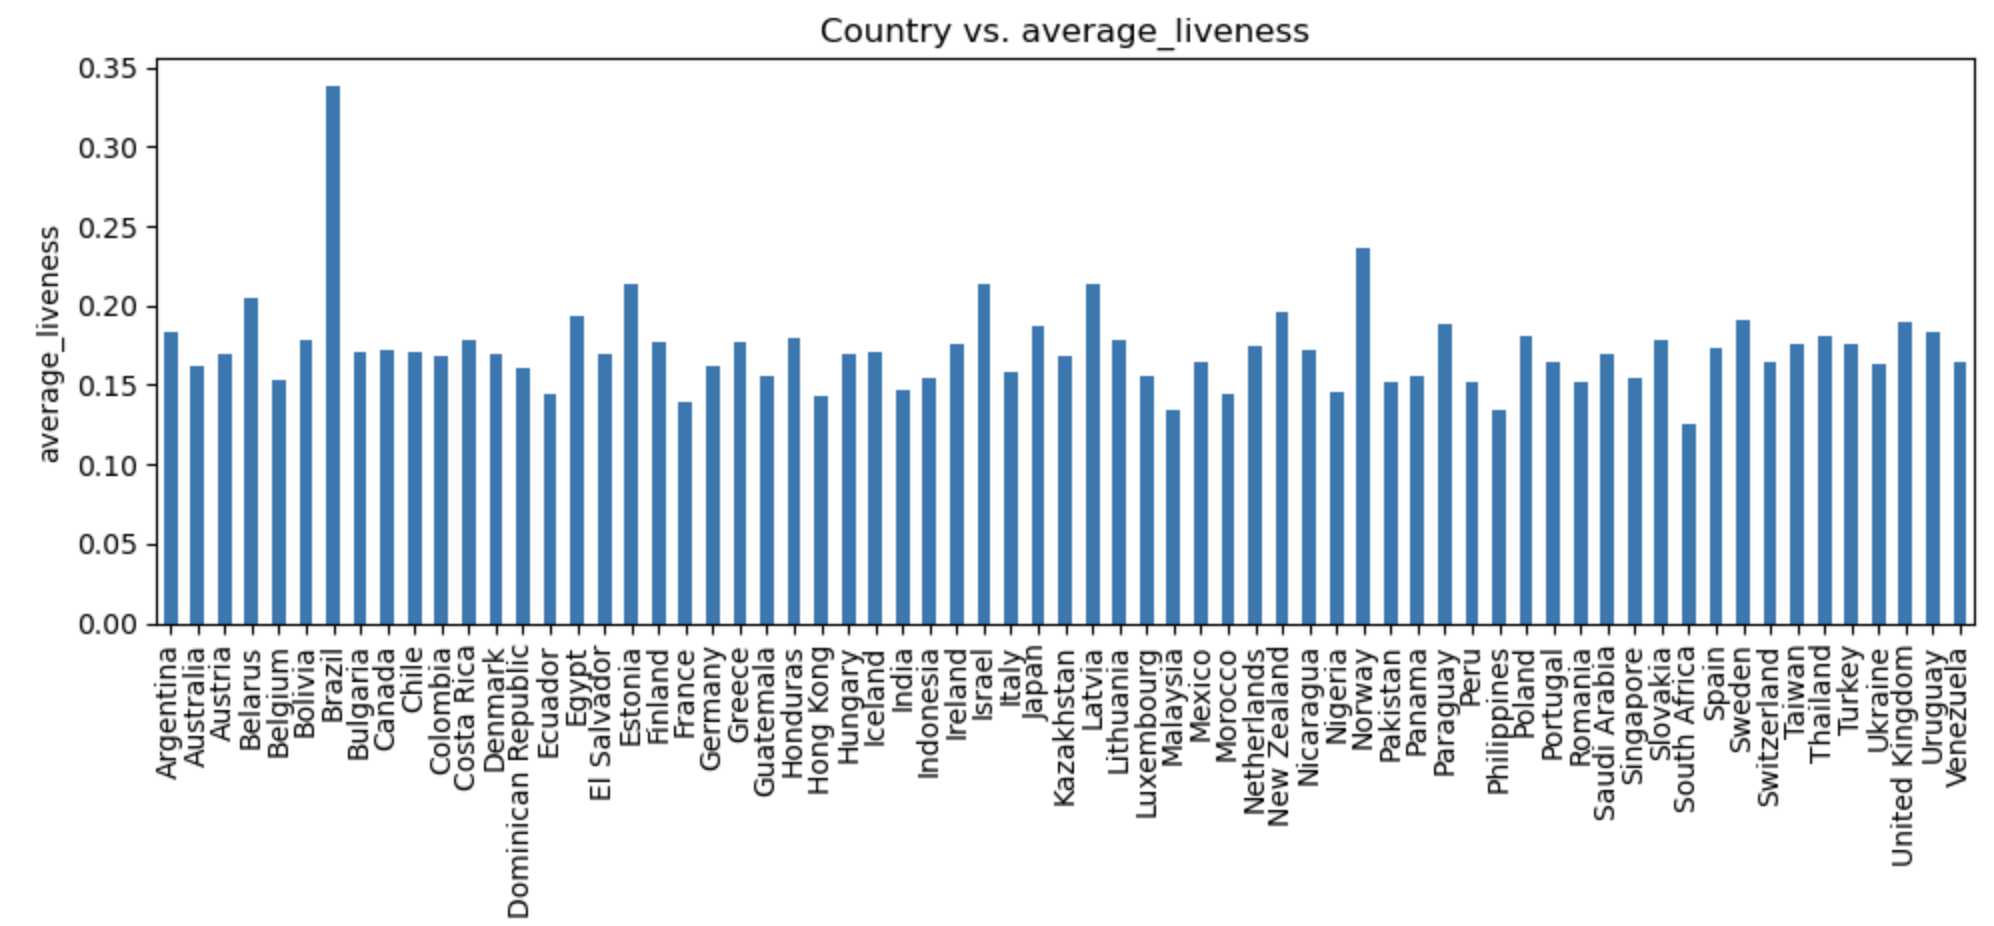 Country vs. average_liveness
average_liveness
0.35
0.30
0.25
0.20
0.15
0.10
0.05
0.00
Argentina
Australia
Austria
Belarus
Belgium
Bolivia
Brazil
Bulgaria
Canada
Chile
Colombia
Costa Rica
Denmark
Dominican Republic
Ecuador
Egypt
El Salvador
Estonia
Finland
France
Germany
Greece
Guatemala
Honduras
Hong Kong
Hungary
Iceland
India
Indonesia
Ireland
Israel
Italy
Japan
Kazakhstan
Latvia
Lithuania
Luxembourg
Malaysia
Mexico
Morocco
Netherlands
New Zealand
Nicaragua
Nigeria
Norway
Pakistan
Panama
Paraguay
Peru
Philippines
Poland
Portugal
Romania
Saudi Arabia
Singapore
Slovakia
South Africa
Spain
Sweden
Switzerland
Taiwan
Thailand
Turkey
Ukraine
United Kingdom
Uruguay
Venezuela